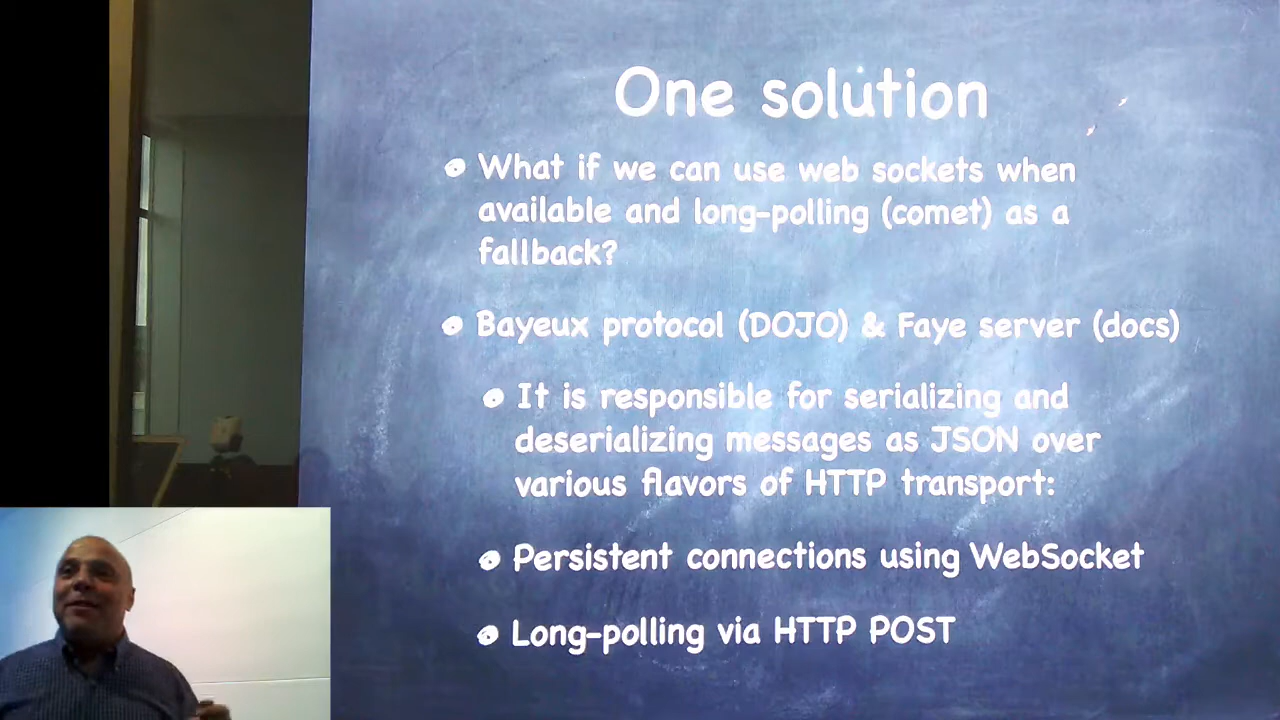 One solution
What if we can use web sockets when
available and long-polling (comet) as a
fallback?
Bayeux protocol (DOJO) & Faye server (docs)
It is responsible for serializing and
deserializing messages as JSON over
various flavors of HTTP transport:
Persistent connections using WebSocket
Long-polling via HTTP POST